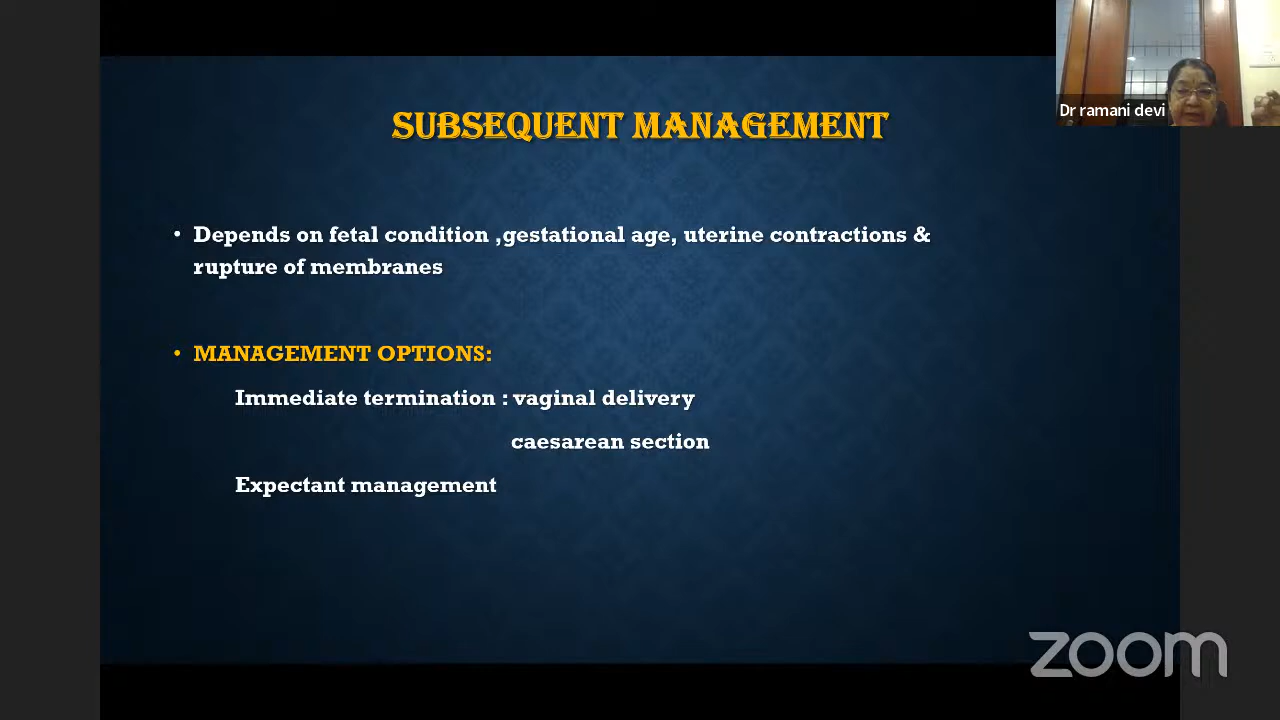 Dr ramani devi
SUBSEQUENT MANAGEMENT
• Depends on fetal condition ,gestational age, uterine contractions &
rupture of membranes
• MANAGEMENT OPTIONS:
Immediate termination : vaginal delivery
caesarean section
Expectant management
zoom